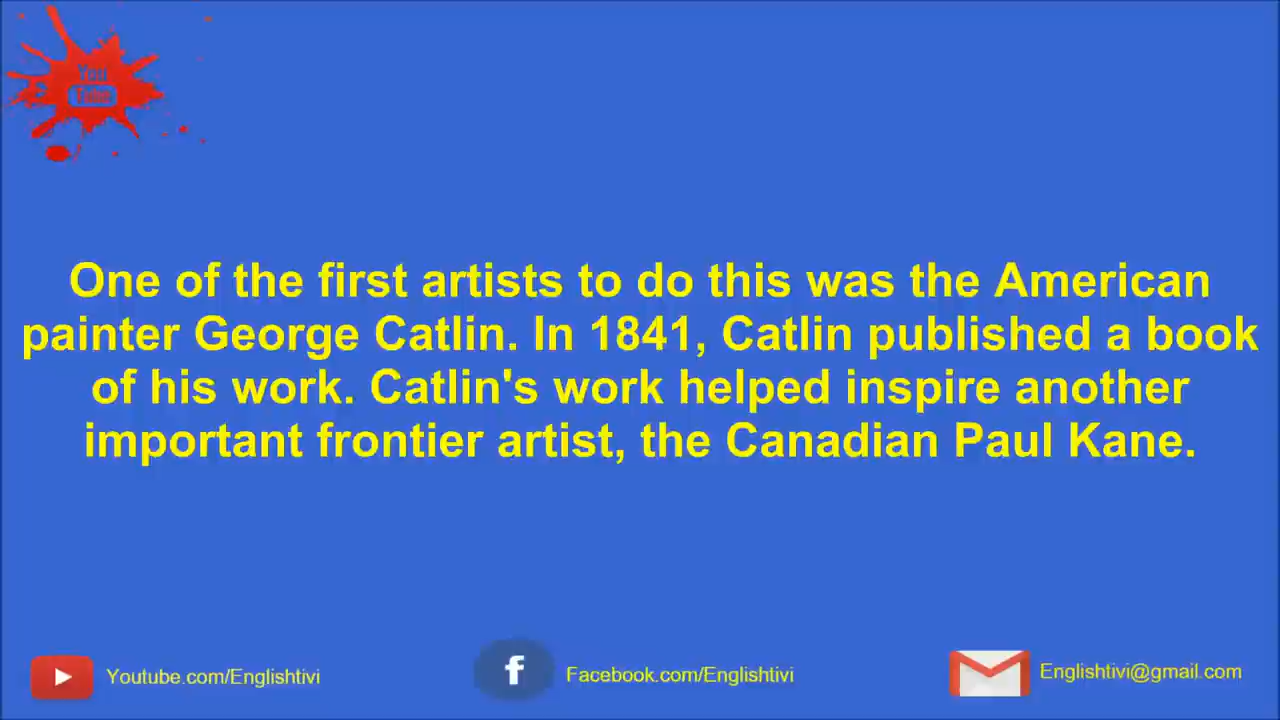 You
Tube
One of the first artists to do this was the American
painter George Catlin. In 1841, Catlin published a book
of his work. Catlin's work helped inspire another
important frontier artist, the Canadian Paul Kane.
Youtube.com/Englishtivi
f
Facebook.com/Englishtivi
Englishtivi@gmail.com